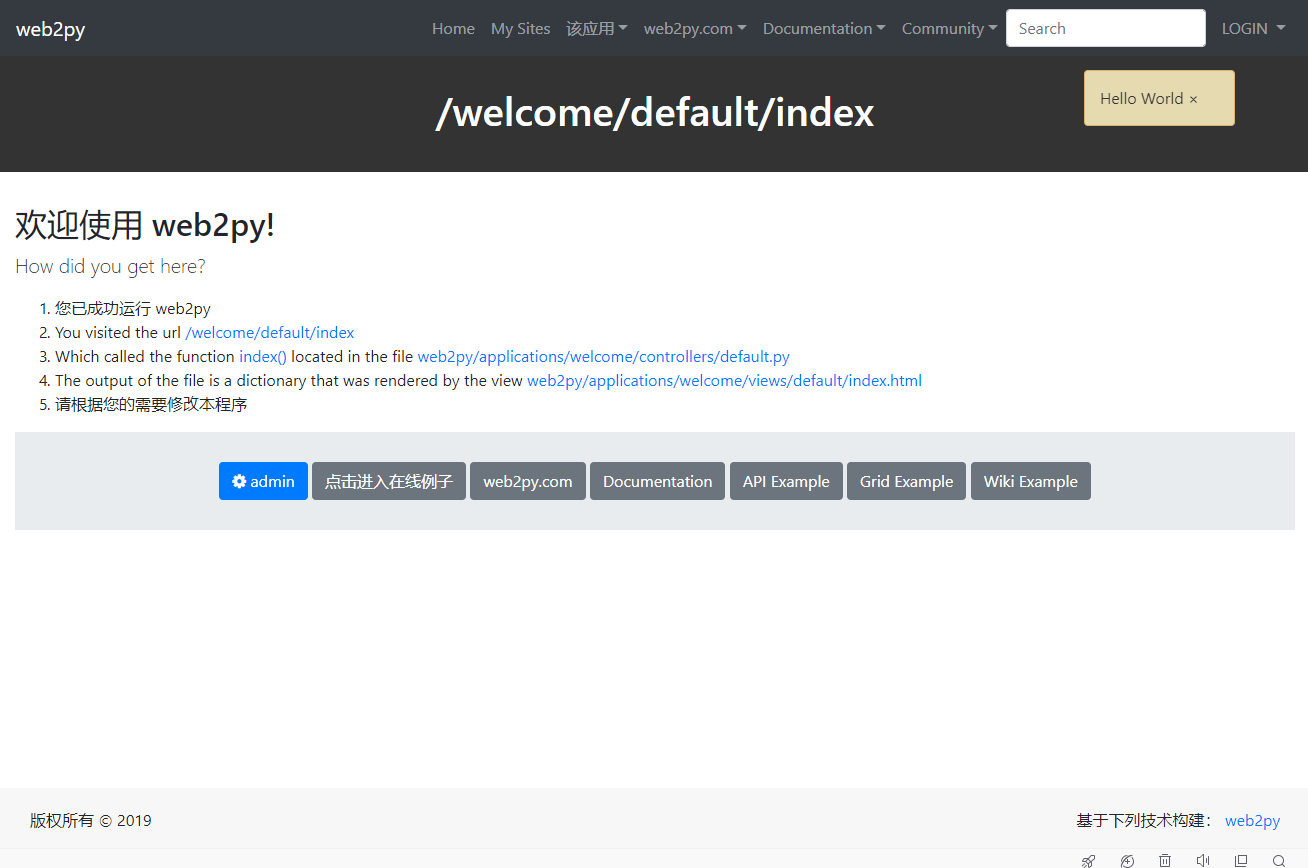 web2py Home My Sites 该应用 web2py.com Documentation Community Search LOGIN
/welcome/default/index
Hello World ×
欢迎使用 web2py!
How did you get here?
1. 您已成功运行 web2py
2. You visited the url /welcome/default/index
3. Which called the function index() located in the file web2py/applications/welcome/controllers/default.py
4. The output of the file is a dictionary that was rendered by the view web2py/applications/welcome/views/default/index.html
5. 请根据您的需要修改本程序
admin 点击进入在线例子 web2py.com Documentation API Example Grid Example Wiki Example
版权所有 © 2019 基于下列技术构建： web2py